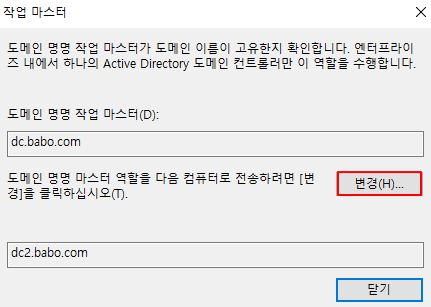 작업 마스터
도메인 명명 작업 마스터가 도메인 이름이 고유한지 확인합니다. 엔터프라이
즈 내에서 하나의 Active Directory 도메인 컨트롤러만 이 역할을 수행합니다.
도메인 명명 작업 마스터(D):
dc.babo.com
도메인 명명 마스터 역할을 다음 컴퓨터로 전송하려면 [변
경]을 클릭하십시오(T).
변경(H)...
dc2.babo.com
닫기